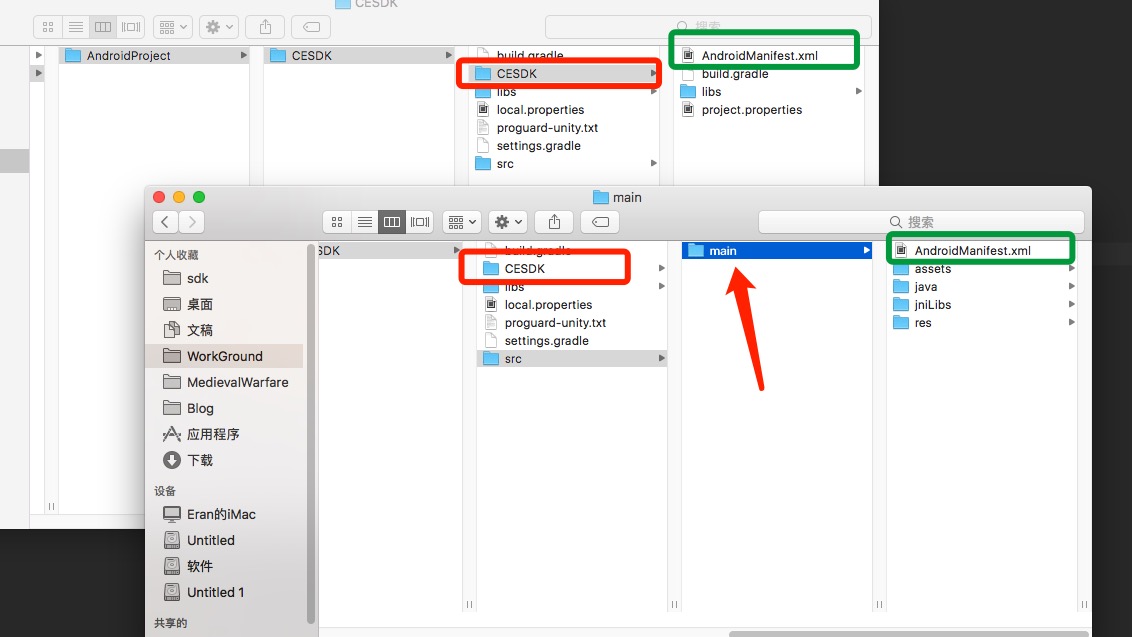 CESDK
搜索
AndroidProject
CESDK
build.gradle
CESDK
libs
local.properties
proguard-unity.txt
settings.gradle
src
AndroidManifest.xml
build.gradle
libs
project.properties
main
搜索
个人收藏
sdk
桌面
文稿
WorkGround
MedievalWarfare
Blog
应用程序
下载
设备
Eran的iMac
Untitled
软件
Untitled 1
共享的
SDK
build.gradle
CESDK
libs
local.properties
proguard-unity.txt
settings.gradle
src
main
AndroidManifest.xml
assets
java
jniLibs
res